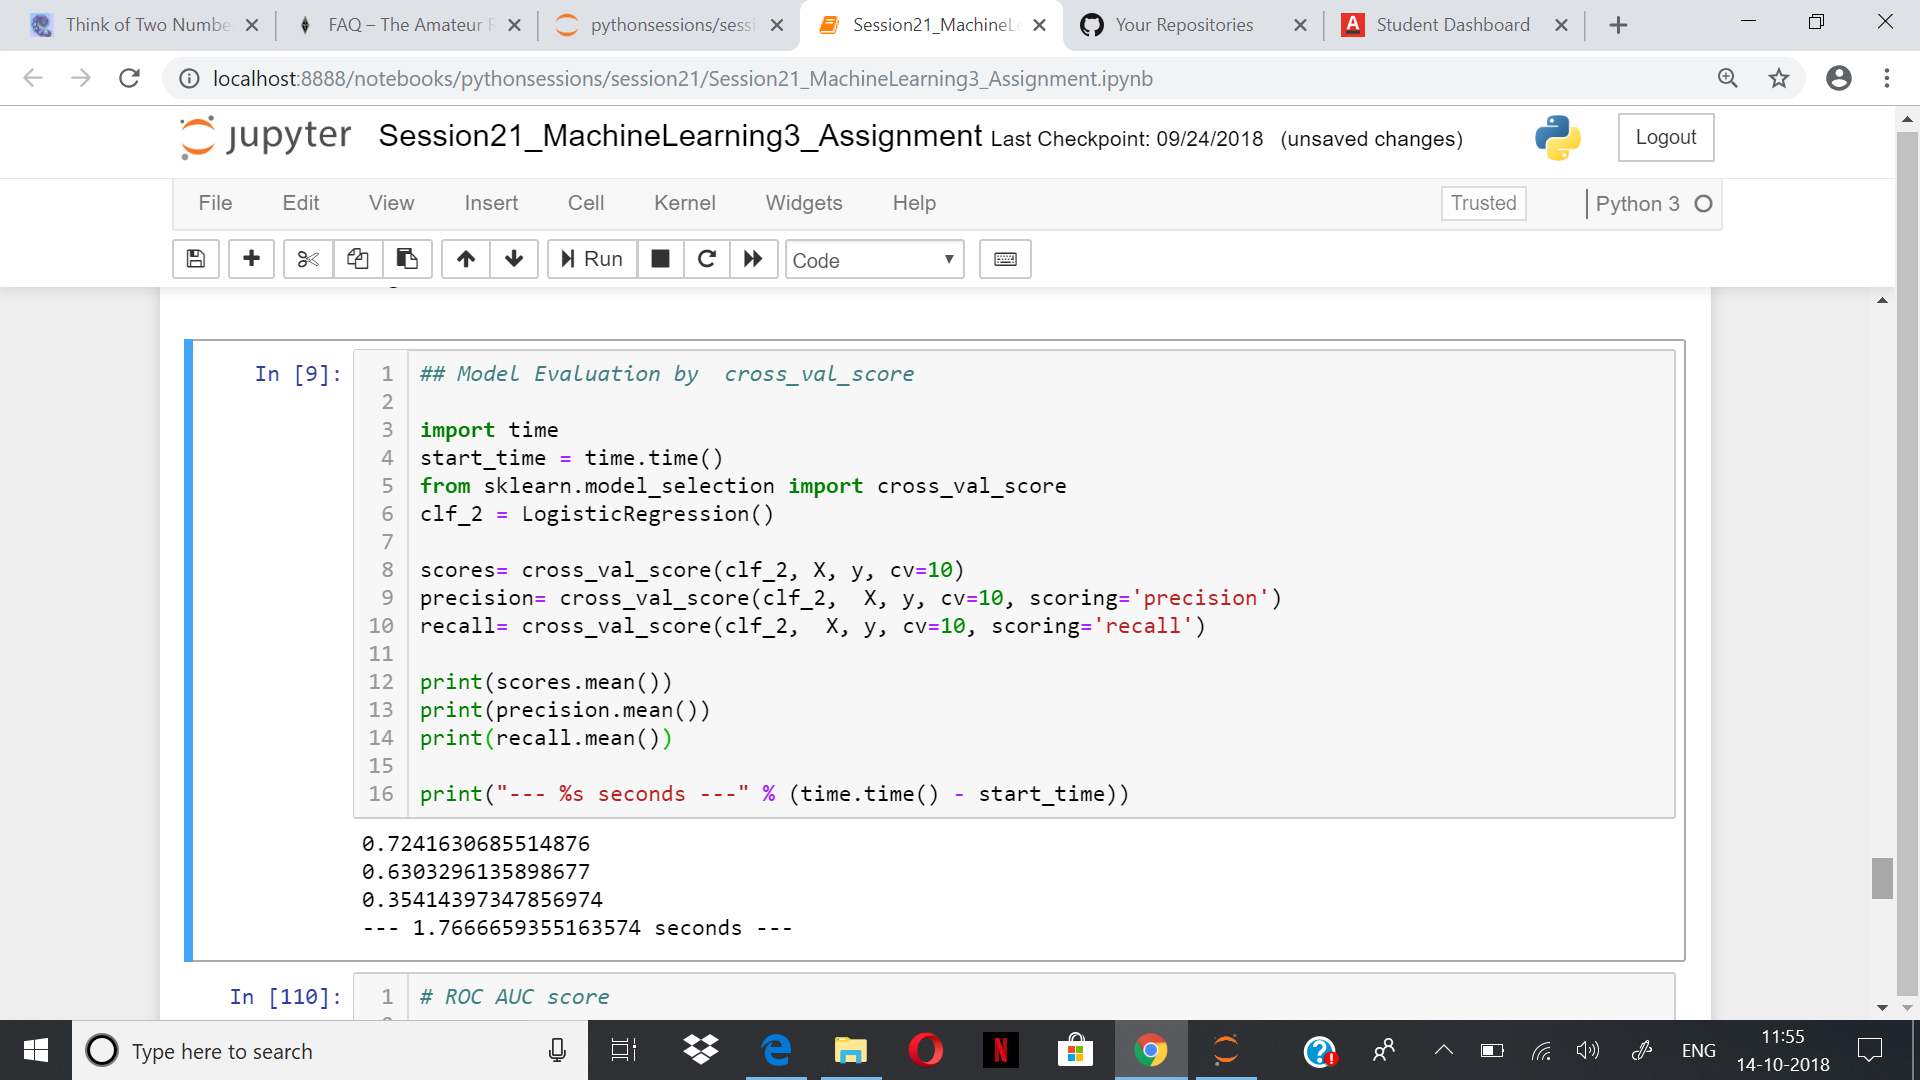 Think of Two Numbe
FAQ – The Amateur R
pythonsessions/sessi
Session21_MachineL
Your Repositories
A Student Dashboard
localhost:8888/notebooks/pythonsessions/session21/Session21_MachineLearning3_Assignment.ipynb
jupyter Session21_MachineLearning3_Assignment Last Checkpoint: 09/24/2018 (unsaved changes)
Logout
File Edit View Insert Cell Kernel Widgets Help
Trusted
Python 3
Run
Code
In [9]:
1 ## Model Evaluation by  cross_val_score
2
3 import time
4 start_time = time.time()
5 from sklearn.model_selection import cross_val_score
6 clf_2 = LogisticRegression()
7
8 scores= cross_val_score(clf_2, X, y, cv=10)
9 precision= cross_val_score(clf_2,  X, y, cv=10, scoring='precision')
10 recall= cross_val_score(clf_2,  X, y, cv=10, scoring='recall')
11
12 print(scores.mean())
13 print(precision.mean())
14 print(recall.mean())
15
16 print("--- %s seconds ---" % (time.time() - start_time))
0.7241630685514876
0.6303296135898677
0.35414397347856974
--- 1.7666659355163574 seconds ---
In [110]:
1 # ROC AUC score
Type here to search
N
ENG
11:55
14-10-2018